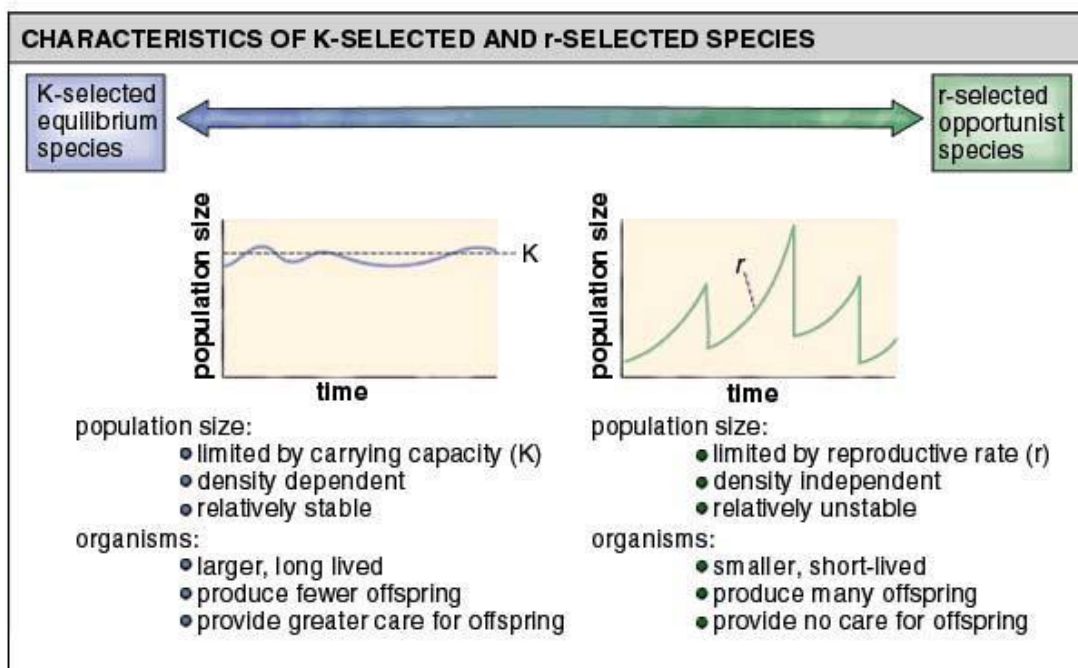 CHARACTERISTICS OF K-SELECTED AND r-SELECTED SPECIES
K-selected
equilibrium
species
r-selected
opportunist
species
population size
K
time
population size
r
time
population size:
limited by carrying capacity (K)
density dependent
relatively stable
organisms:
larger, long lived
produce fewer offspring
provide greater care for offspring
population size:
limited by reproductive rate (r)
density independent
relatively unstable
organisms:
smaller, short-lived
produce many offspring
provide no care for offspring